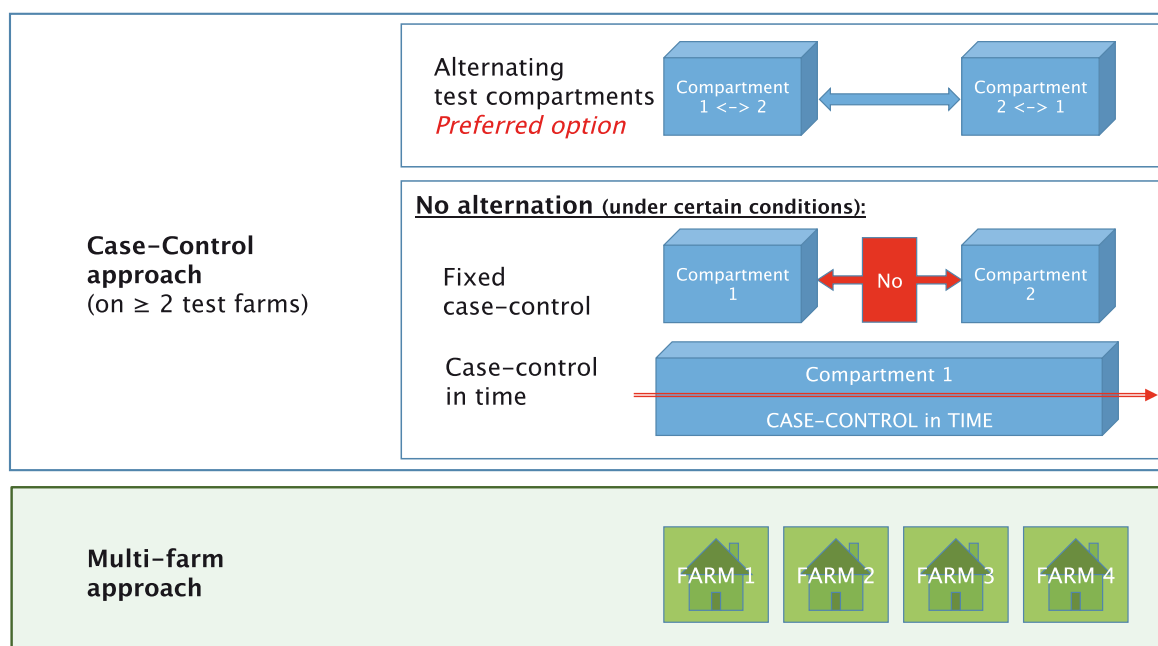 Alternating
test compartments
Preferred option
Compartment
1 <-> 2
Compartment
2 <-> 1
Case-Control
approach
(on ≥ 2 test farms)
No alternation (under certain conditions):
Fixed
case-control
Compartment
1
No
Compartment
2
Case-control
in time
Compartment 1
CASE-CONTROL in TIME
Multi-farm
approach
FARM 1
FARM 2
FARM 3
FARM 4